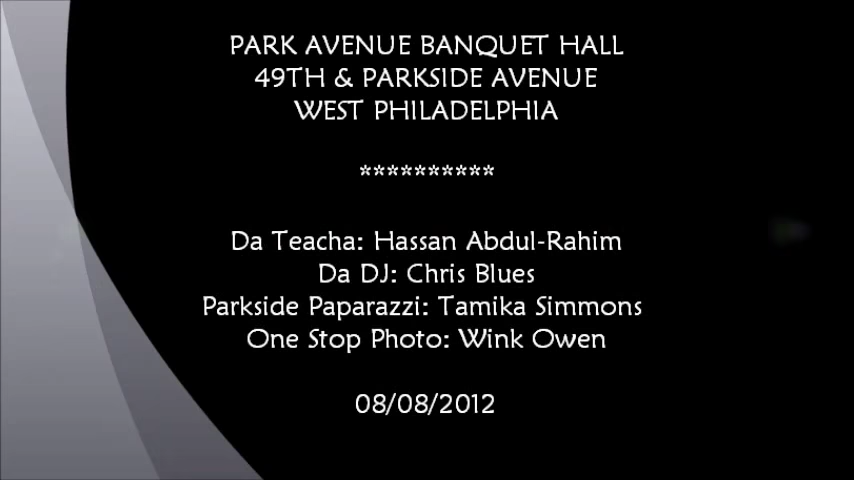 PARK AVENUE BANQUET HALL
49TH & PARKSIDE AVENUE
WEST PHILADELPHIA
**********
Da Teacha: Hassan Abdul-Rahim
Da DJ: Chris Blues
Parkside Paparazzi: Tamika Simmons
One Stop Photo: Wink Owen
08/08/2012